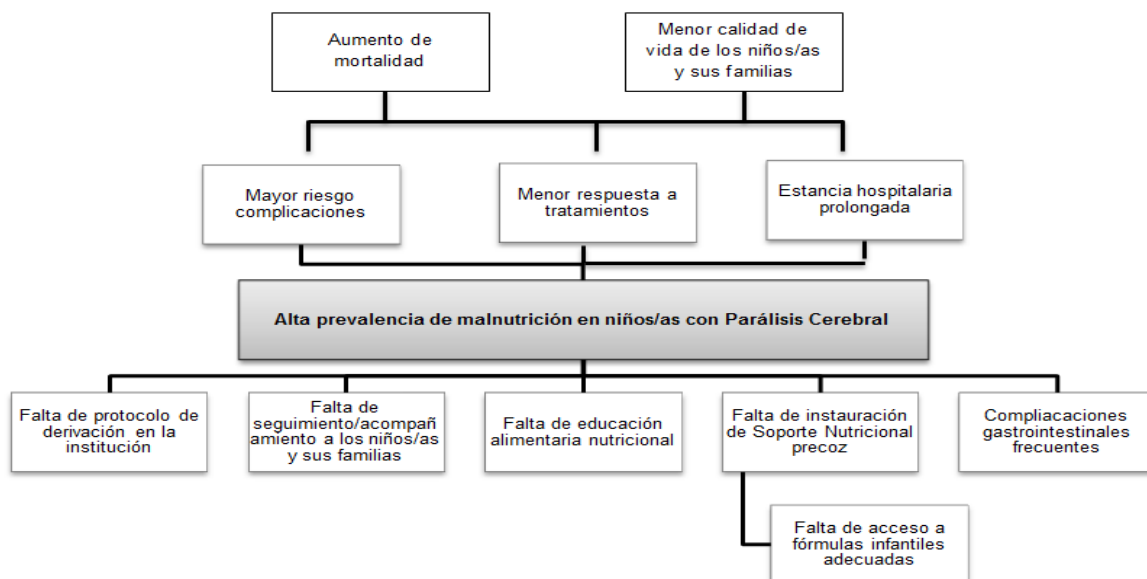 Aumento de
mortalidad
Menor calidad de
vida de los niños/as
y sus familias
Mayor riesgo
complicaciones
Menor respuesta a
tratamientos
Estancia hospitalaria
prolongada
Alta prevalencia de malnutrición en niños/as con Parálisis Cerebral
Falta de protocolo de
derivación en la
institución
Falta de
seguimiento/acompañ
amiento a los niños/as
y sus familias
Falta de educación
alimentaria nutricional
Falta de instauración
de Soporte Nutricional
precoz
Compliacaciones
gastrointestinales
frecuentes
Falta de acceso a
fórmulas infantiles
adecuadas